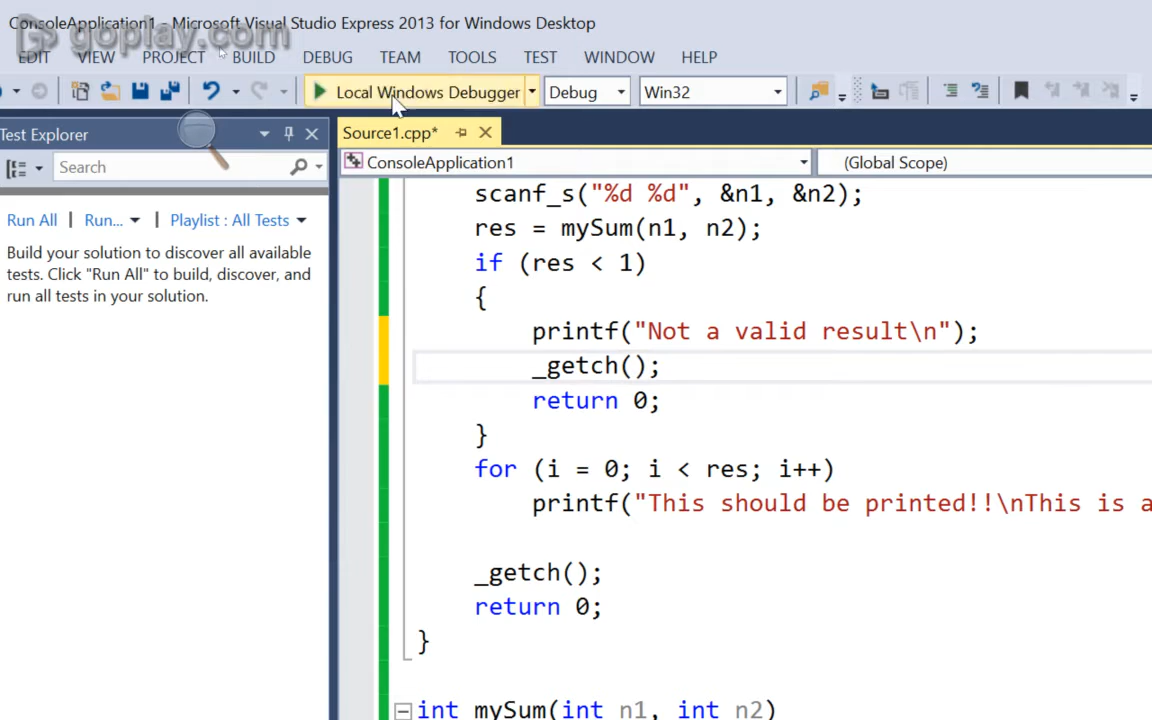 ConsoleApplication1 - Microsoft Visual Studio Express 2013 for Windows Desktop
goplay.com
EDIT VIEW PROJECT BUILD DEBUG TEAM TOOLS TEST WINDOW HELP
Local Windows Debugger Debug Win32
Test Explorer
Search
Run All | Run... | Playlist : All Tests
Build your solution to discover all available
tests. Click "Run All" to build, discover, and
run all tests in your solution.
Source1.cpp*
ConsoleApplication1 (Global Scope)
scanf_s("%d %d", &n1, &n2);
res = mySum(n1, n2);
if (res < 1)
{
printf("Not a valid result\n");
_getch();
return 0;
}
for (i = 0; i < res; i++)
printf("This should be printed!!\nThis is a
_getch();
return 0;
}
int mySum(int n1, int n2)